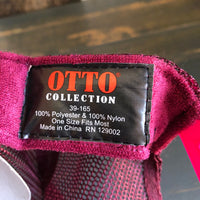 OTTO
COLLECTION
39-165
100% Polyester & 100% Nylon
One Size Fits Most
Made in China RN 129002